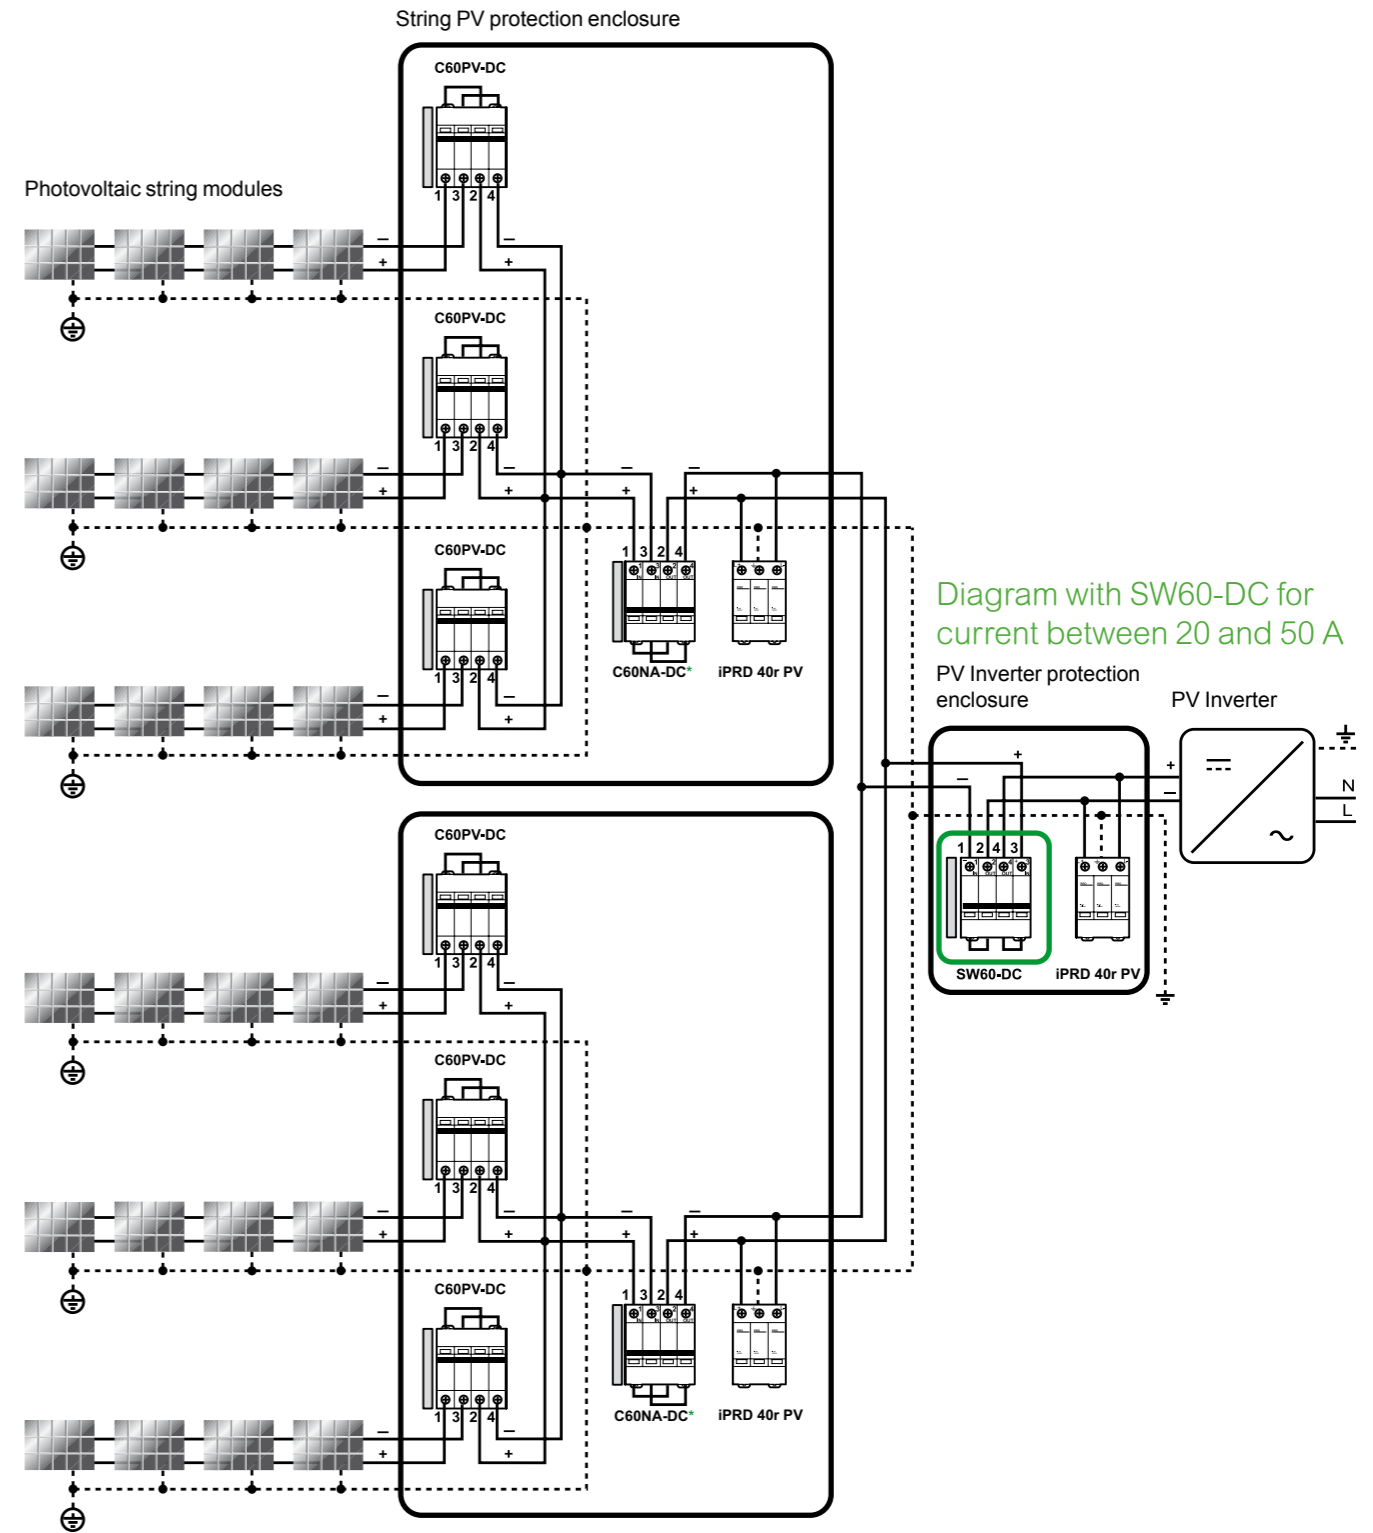 String PV protection enclosure
C60PV-DC
1 3 2 4
Photovoltaic string modules
– –
+ +
C60PV-DC
1 3 2 4
– – – –
+ + + +
C60PV-DC
1 3 2 4
1 3 2 4
C60NA-DC*
iPRD 40r PV
– –
+ +
Diagram with SW60-DC for
current between 20 and 50 A
PV Inverter protection
enclosure
PV Inverter
+
–
+
–
N
L
1 2 4 3
SW60-DC
iPRD 40r PV
C60PV-DC
1 3 2 4
– –
+ +
C60PV-DC
1 3 2 4
– – – –
+ + + +
C60PV-DC
1 3 2 4
1 3 2 4
C60NA-DC*
iPRD 40r PV
– –
+ +